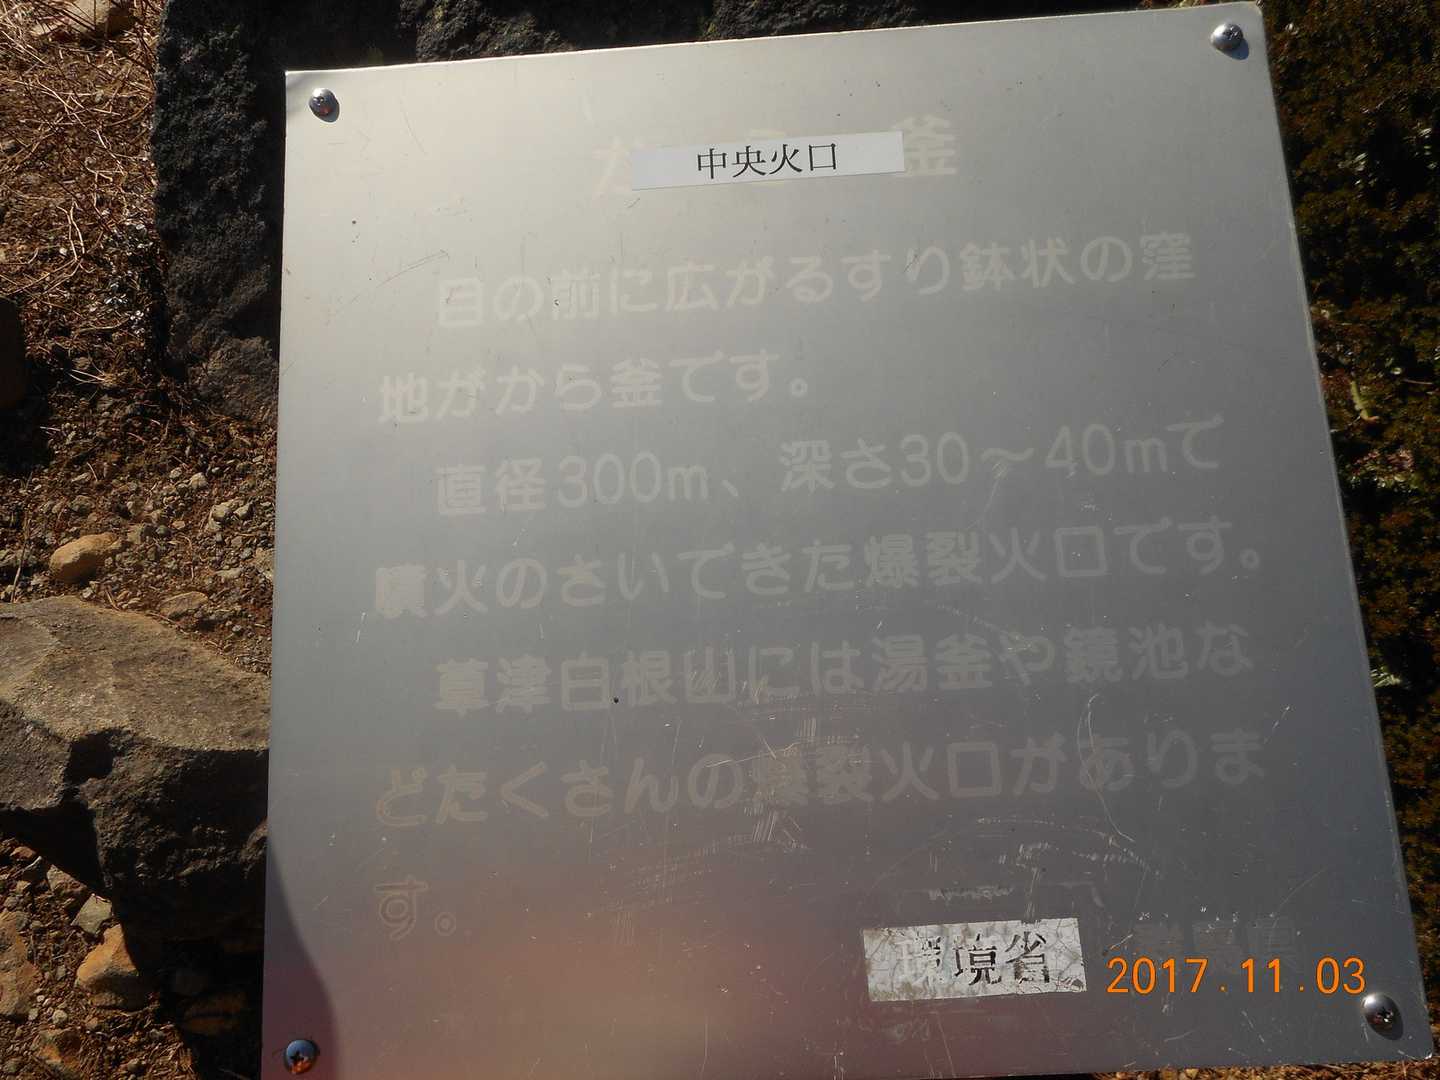 中央火口
釜
目の前に広がるすり鉢状の窪
地がから釜です。
直径300m、深さ30～40mで
噴火のさいできた爆裂火口です。
草津白根山には湯釜や鏡池な
どたくさんの爆裂火口がありま
す。
環境省
2017.11.03